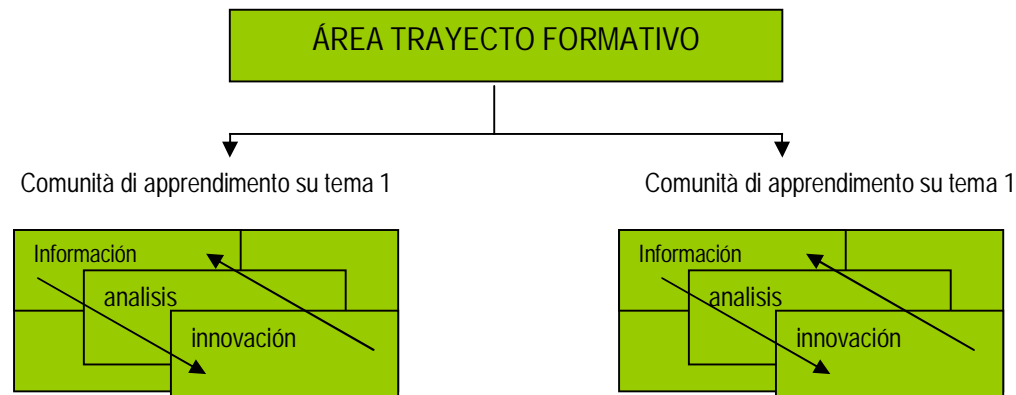 ÁREA TRAYECTO FORMATIVO
Comunità di apprendimento su tema 1
Comunità di apprendimento su tema 1
Información
analisis
innovación
Información
analisis
innovación